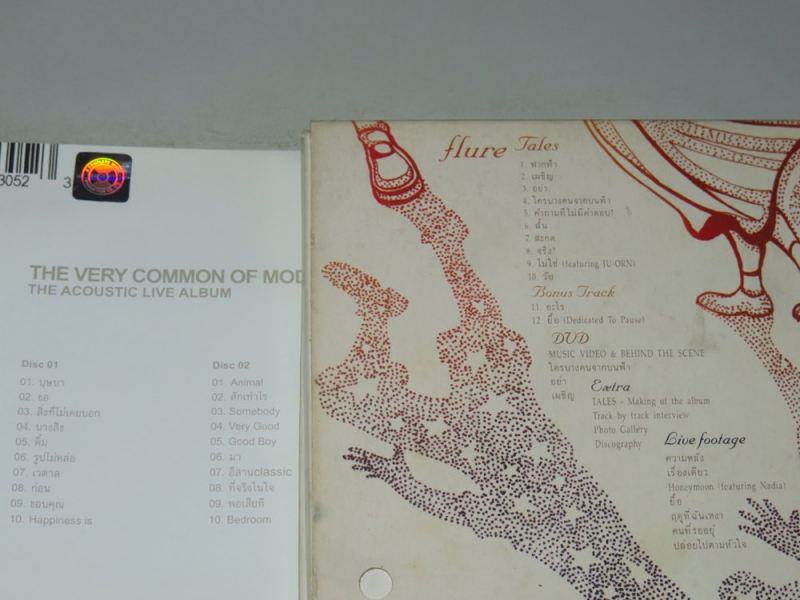 3052
3
THE VERY COMMON OF MOD
THE ACOUSTIC LIVE ALBUM
Disc 01
01. บุษบา
02. ธธ
03. สิ่งที่ไม่เคยบอก
04. บางสิ่ง
05. ติ๋ม
06. รูปไม่หล่อ
07. เวตาล
08. ก่อน
09. ขอบคุณ
10. Happiness is
Disc 02
01. Animal
02. สักเท่าไร
03. Somebody
04. Very Good
05. Good Boy
06. มา
07. อีสานclassic
08. ที่จริงในใจ
09. พอเสียที
10. Bedroom
flure Tales
1. ฟากฟ้า
2. เผชิญ
3. อย่า
4. ใครบางคนจากบนฟ้า
5. คำถามที่ไม่มีคำตอบ?
6. สั้น
7. สะกด
8. จริง?
9. ไม่ใช่ (featuring IU-ORN)
10. วัย
Bonus Track
11. อะไร
12. ยื้อ (Dedicated To Pause)
DVD
MUSIC VIDEO & BEHIND THE SCENE
ใครบางคนจากบนฟ้า
อย่า
เผชิญ
Extra
TALES - Making of the album
Track by track interview
Photo Gallery
Discography
Live footage
ความหลัง
เรื่องเดียว
Honeymoon (featuring Nadia)
ยื้อ
ฤดูที่ฉันเหงา
คนที่รออยู่
ปล่อยไปตามหัวใจ